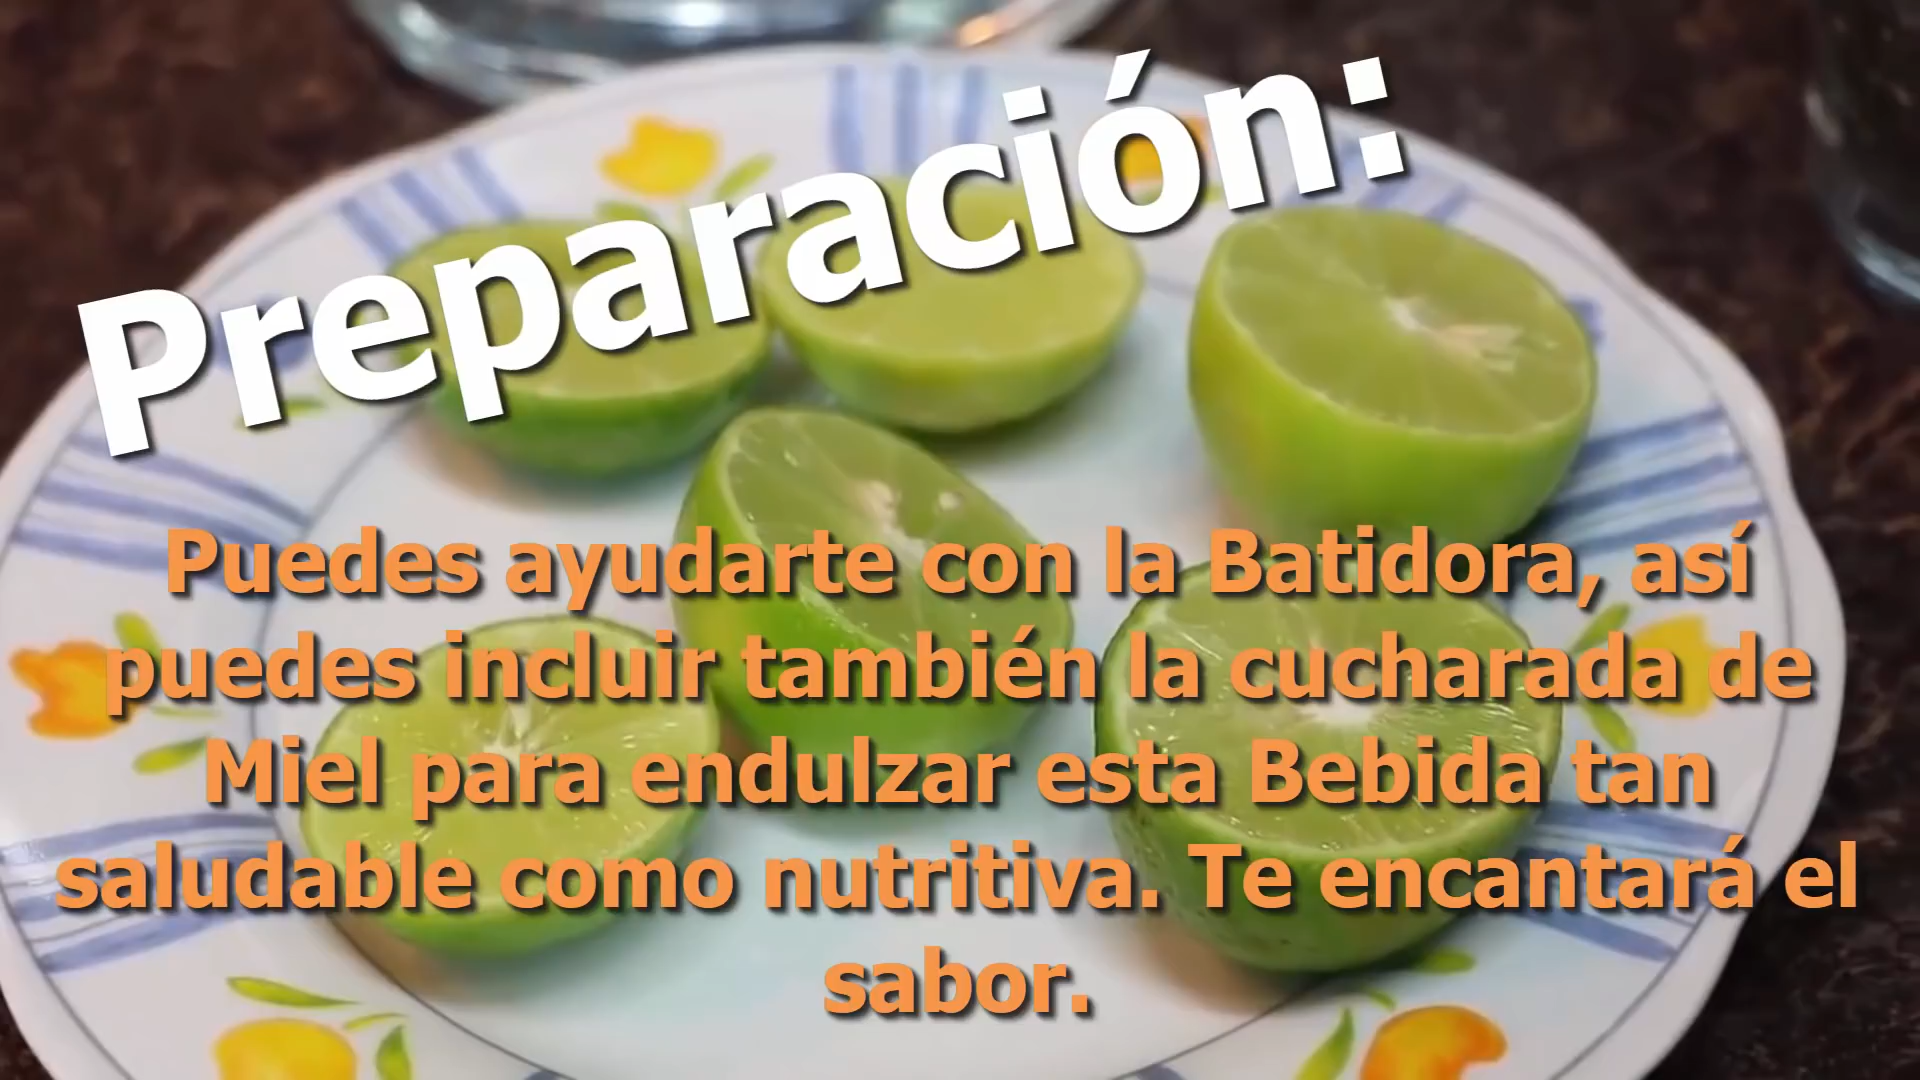 Preparación:
Puedes ayudarte con la Batidora, así
puedes incluir también la cucharada de
Miel para endulzar esta Bebida tan
saludable como nutritiva. Te encantará el
sabor.